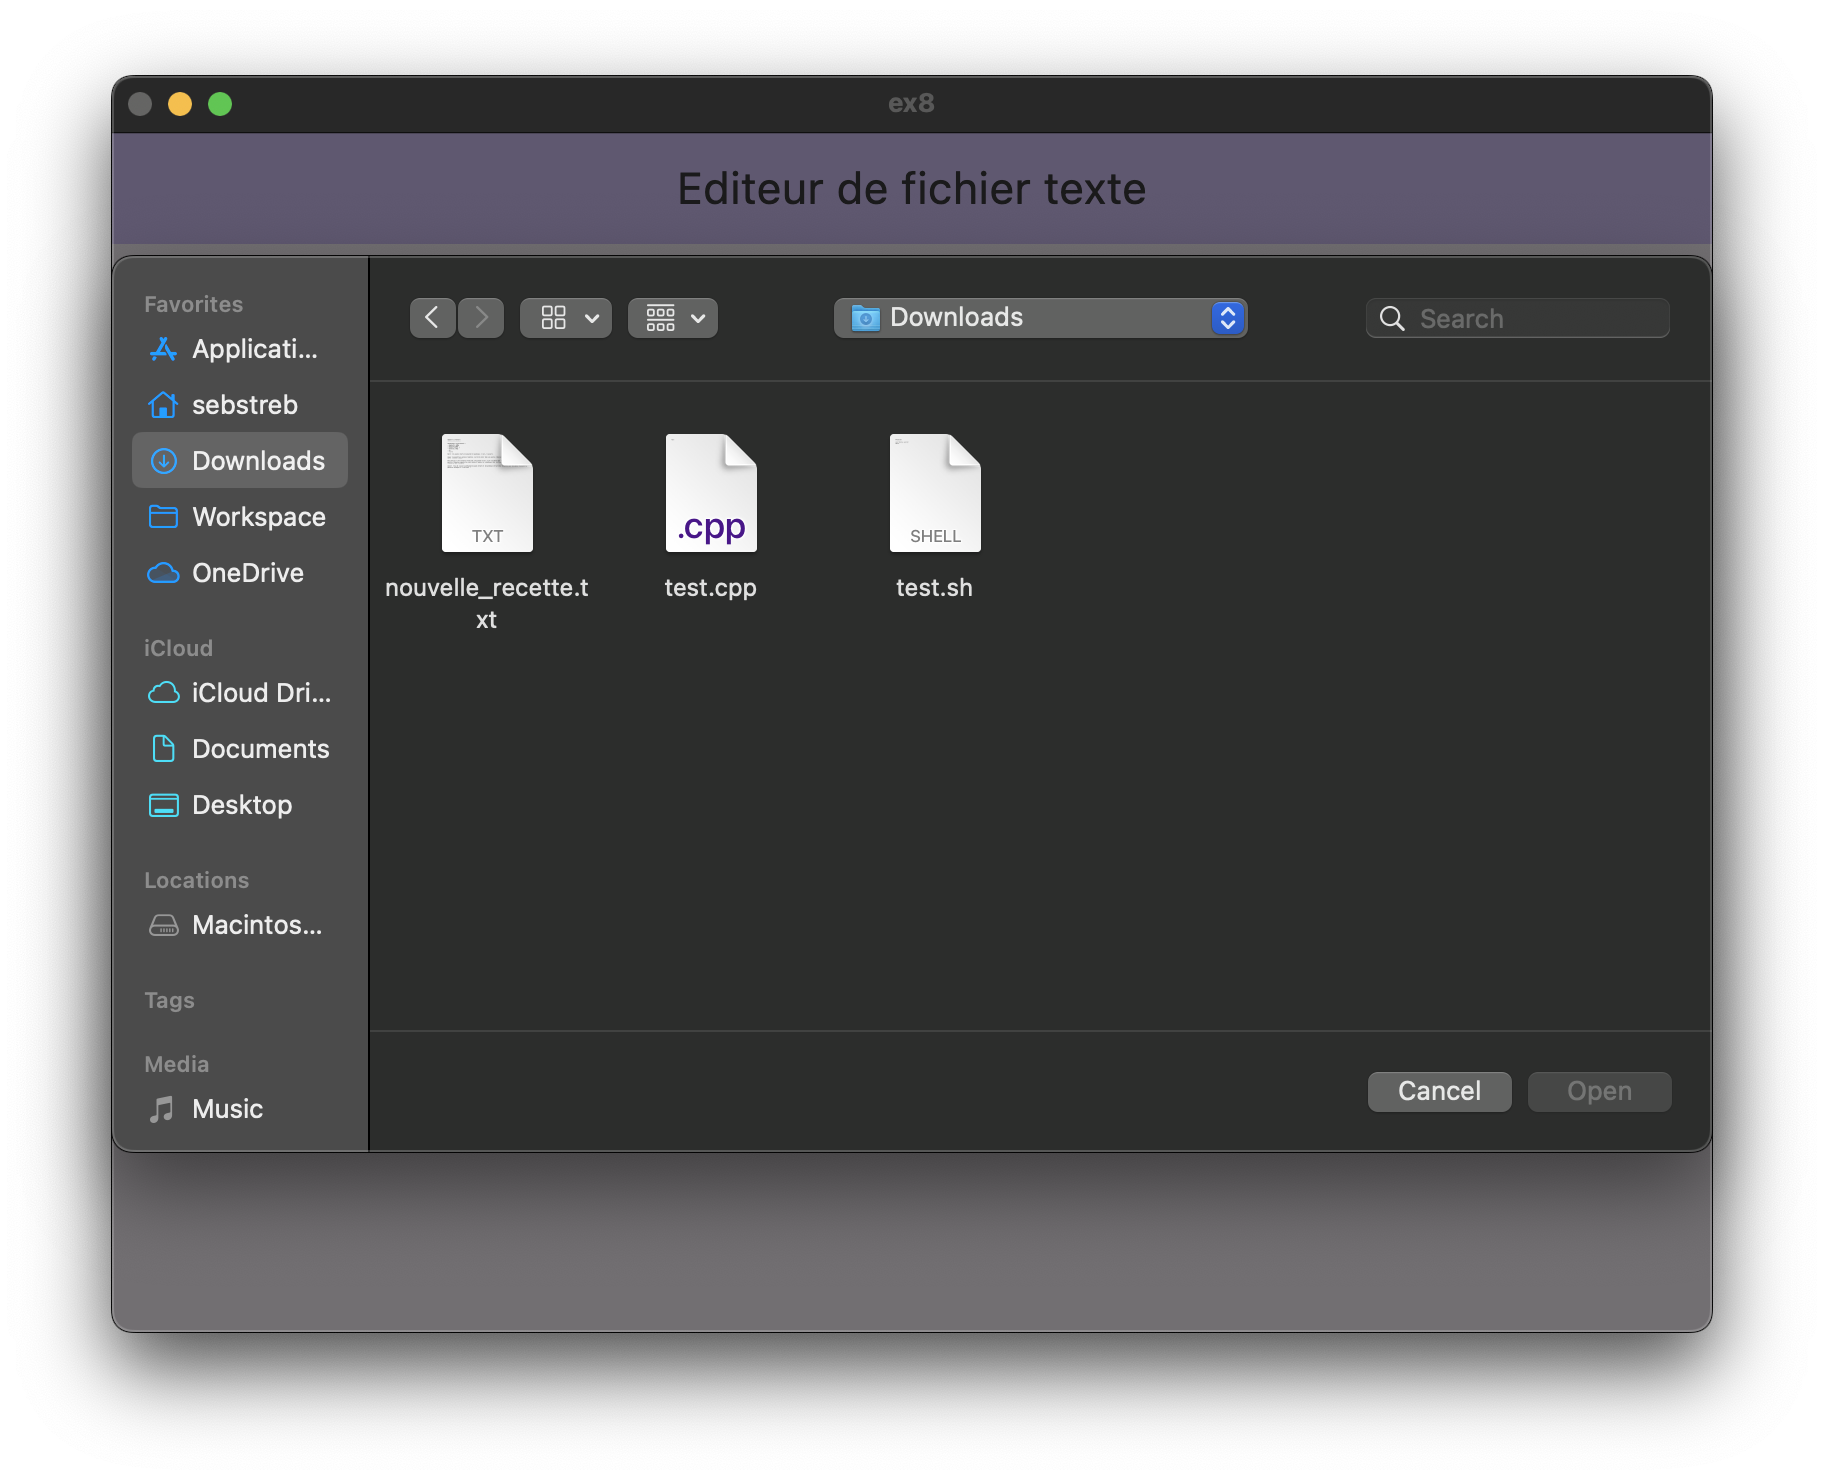 ex8
Editeur de fichier texte
Favorites
Applicati...
sebstreb
Downloads
Workspace
OneDrive
iCloud
iCloud Dri...
Documents
Desktop
Locations
Macintos...
Tags
Media
Music
Downloads
Search
TXT
nouvelle_recette.t
xt
.cpp
test.cpp
SHELL
test.sh
Cancel
Open